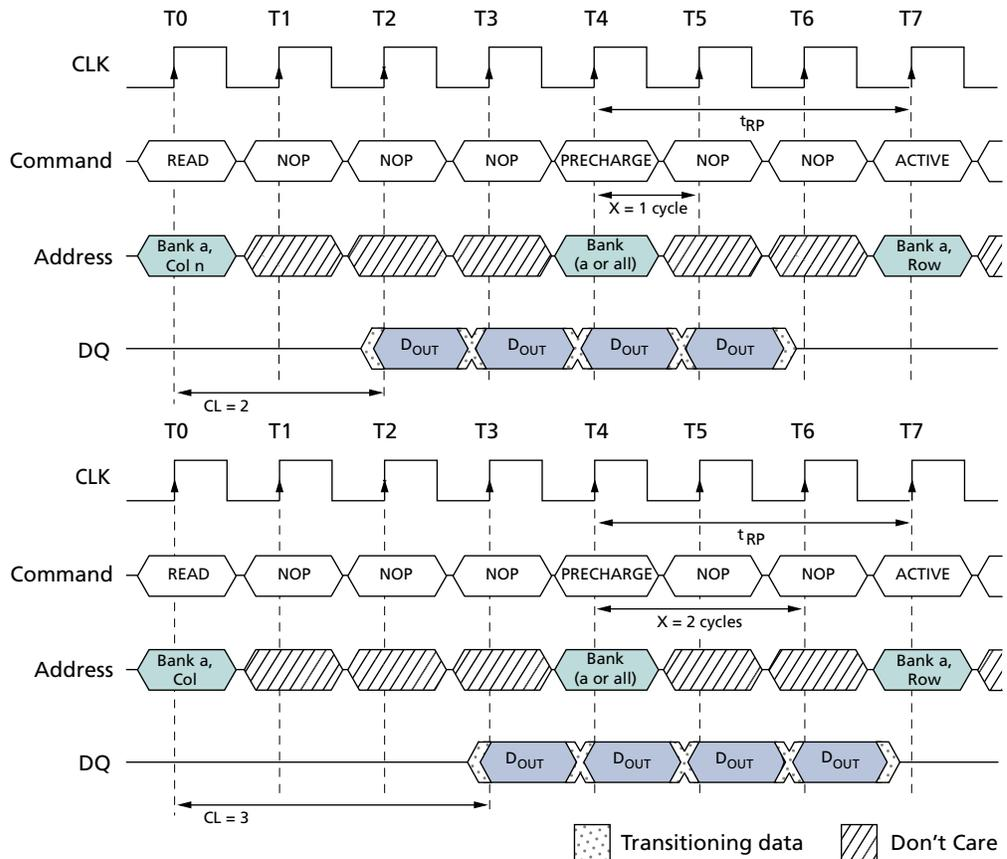 T0 T1 T2 T3 T4 T5 T6 T7
CLK
tRP
Command READ NOP NOP NOP PRECHARGE NOP NOP ACTIVE
X = 1 cycle
Address Bank a, Col n Bank (a or all) Bank a, Row
DQ DOUT DOUT DOUT DOUT
CL = 2
T0 T1 T2 T3 T4 T5 T6 T7
CLK
tRP
Command READ NOP NOP NOP PRECHARGE NOP NOP ACTIVE
X = 2 cycles
Address Bank a, Col Bank (a or all) Bank a, Row
DQ DOUT DOUT DOUT DOUT
CL = 3
Transitioning data Don't Care